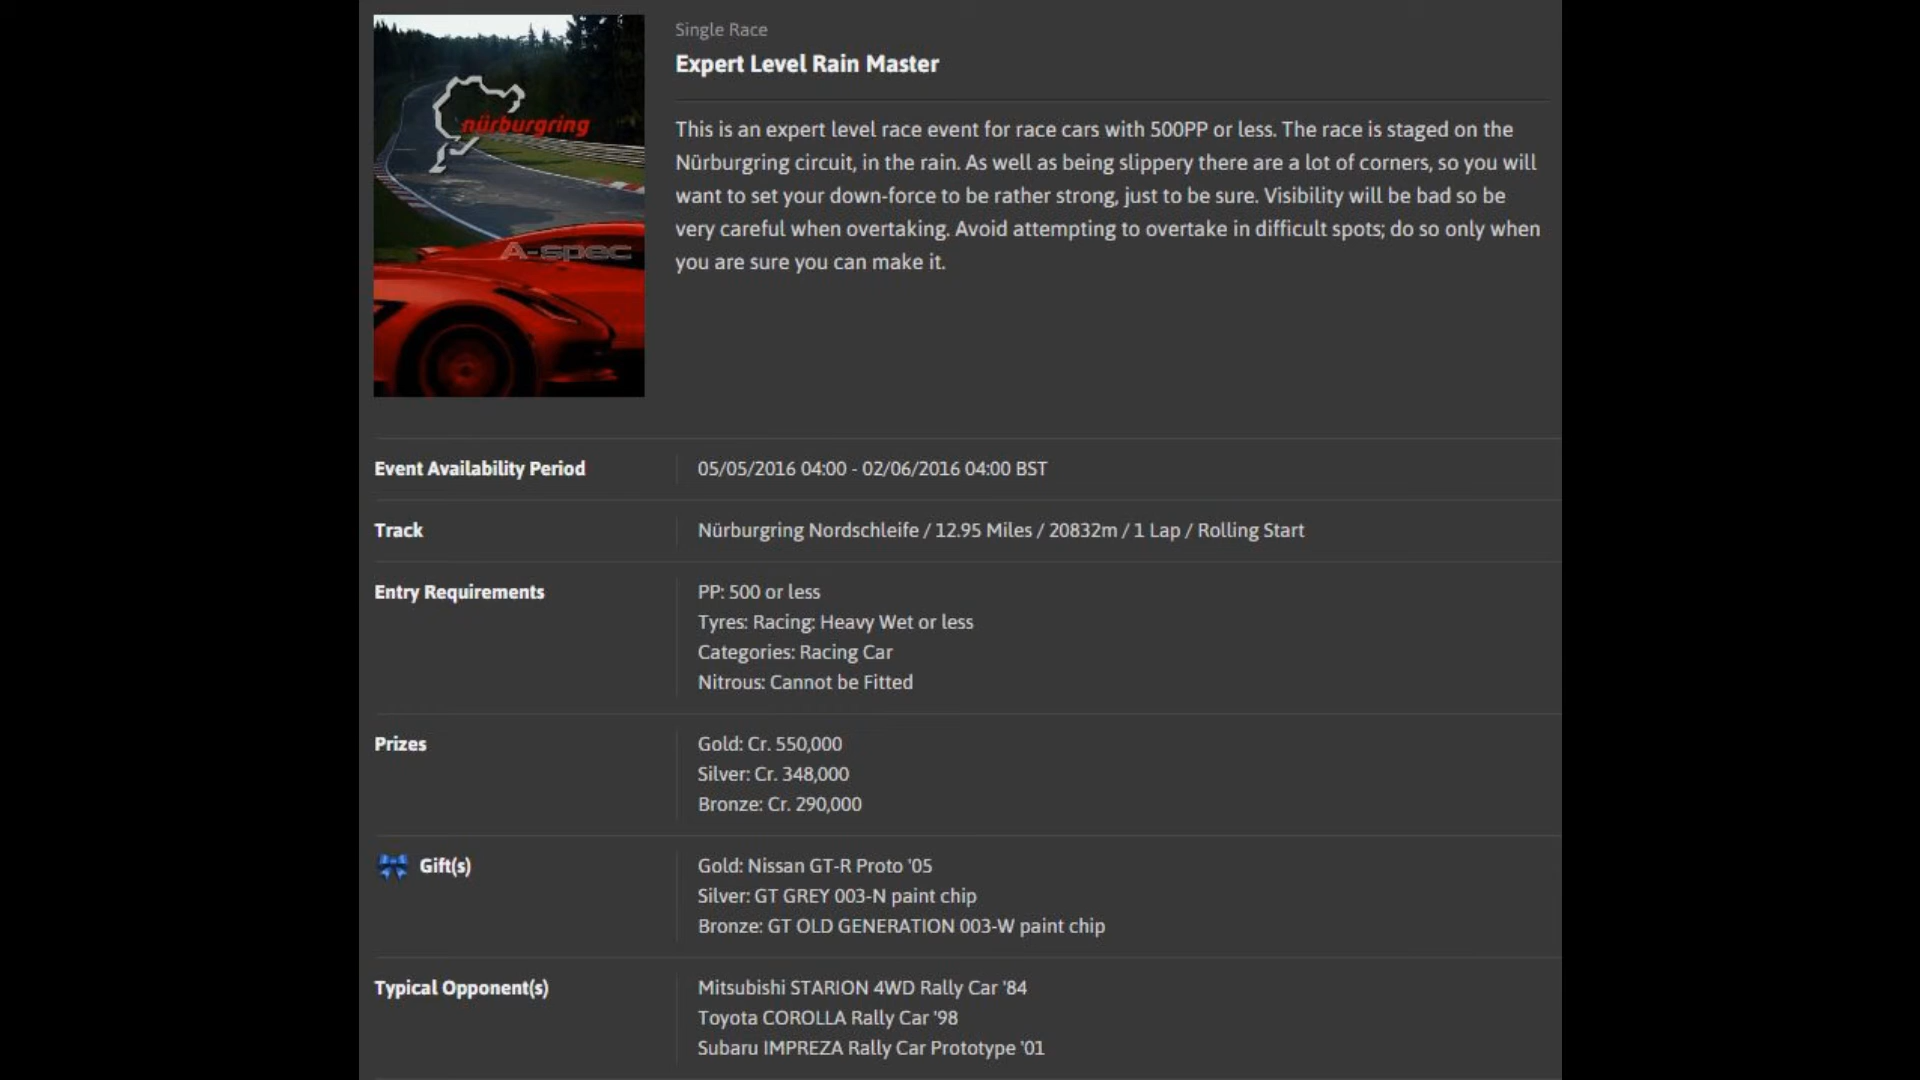 Single Race
Expert Level Rain Master
nürburgring
A-spec
This is an expert level race event for race cars with 500PP or less. The race is staged on the
Nürburgring circuit, in the rain. As well as being slippery there are a lot of corners, so you will
want to set your down-force to be rather strong, just to be sure. Visibility will be bad so be
very careful when overtaking. Avoid attempting to overtake in difficult spots; do so only when
you are sure you can make it.
Event Availability Period
05/05/2016 04:00 - 02/06/2016 04:00 BST
Track
Nürburgring Nordschleife / 12.95 Miles / 20832m / 1 Lap / Rolling Start
Entry Requirements
PP: 500 or less
Tyres: Racing: Heavy Wet or less
Categories: Racing Car
Nitrous: Cannot be Fitted
Prizes
Gold: Cr. 550,000
Silver: Cr. 348,000
Bronze: Cr. 290,000
Gift(s)
Gold: Nissan GT-R Proto '05
Silver: GT GREY 003-N paint chip
Bronze: GT OLD GENERATION 003-W paint chip
Typical Opponent(s)
Mitsubishi STARION 4WD Rally Car '84
Toyota COROLLA Rally Car '98
Subaru IMPREZA Rally Car Prototype '01